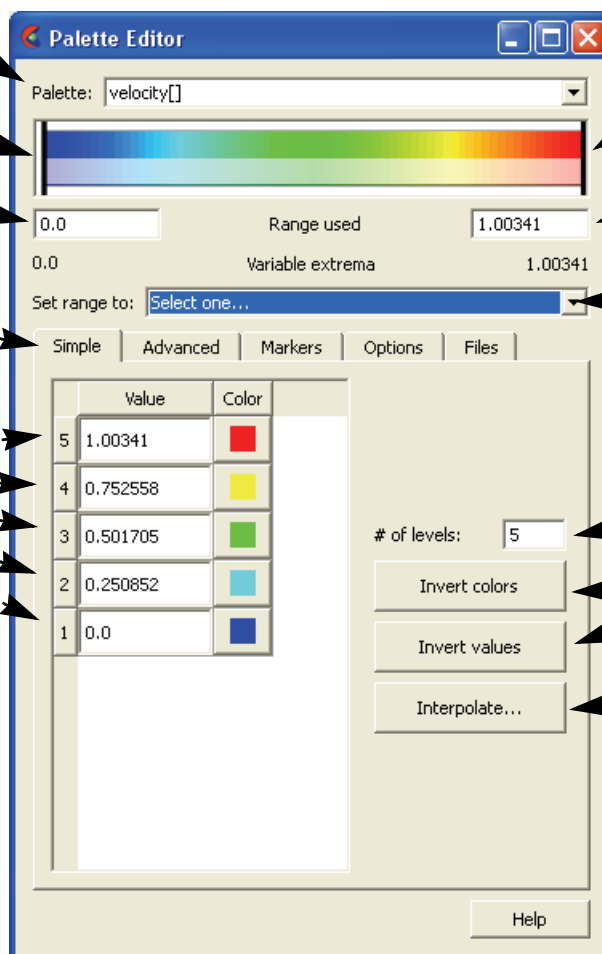 Palette Editor
Palette: velocity[]
0.0 Range used 1.00341
0.0 Variable extrema 1.00341
Set range to: Select one...
Simple Advanced Markers Options Files
Value Color
5 1.00341
4 0.752558
3 0.501705
# of levels: 5
2 0.250852
Invert colors
1 0.0
Invert values
Interpolate...
Help